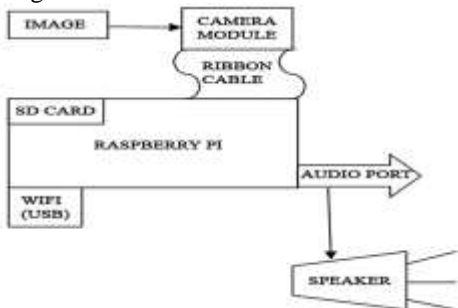 IMAGE
CAMERA
MODULE
RIBBON
CABLE
SD CARD
RASPBERRY PI
AUDIO PORT
WIFI
(USB)
SPEAKER